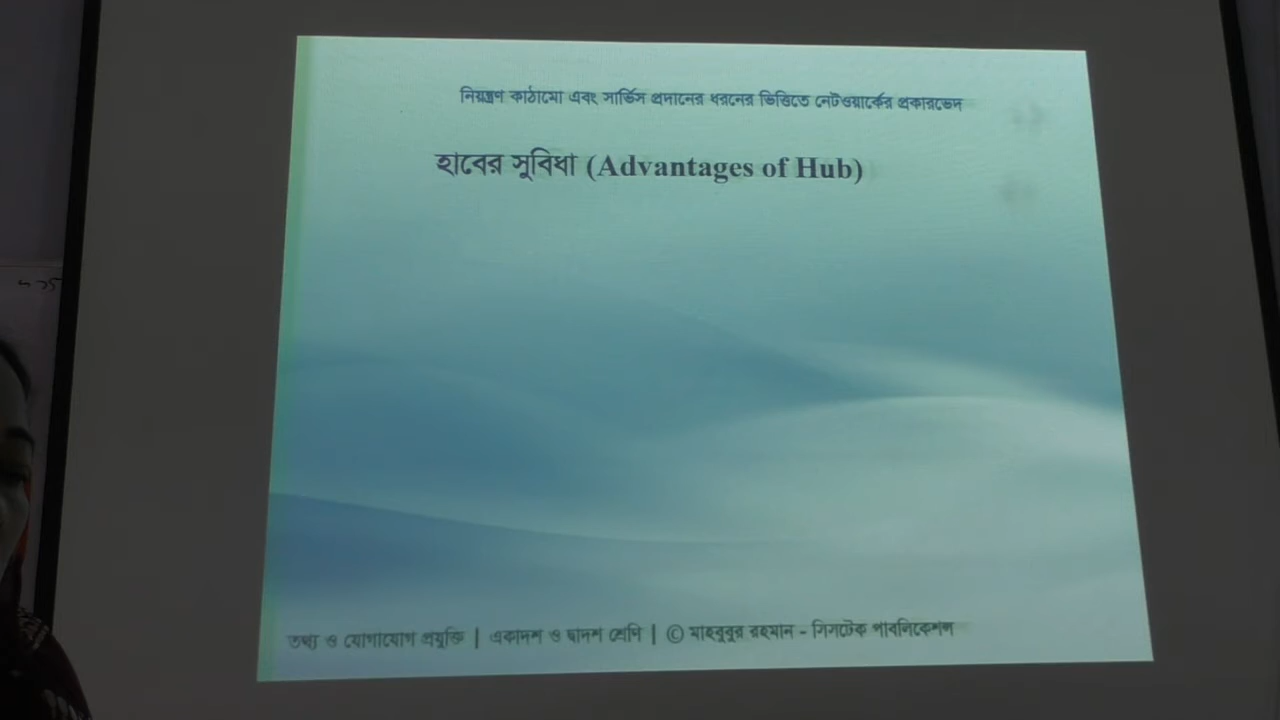 নিয়ন্ত্রণ কাঠামো এবং সার্ভিস প্রদানের ধরনের ভিত্তিতে নেটওয়ার্কের প্রকারভেদ
হাবের সুবিধা (Advantages of Hub)
তথ্য ও যোগাযোগ প্রযুক্তি | একাদশ ও দ্বাদশ শ্রেণি | © মাহবুবুর রহমান - সিসটেক পাবলিকেশন্স